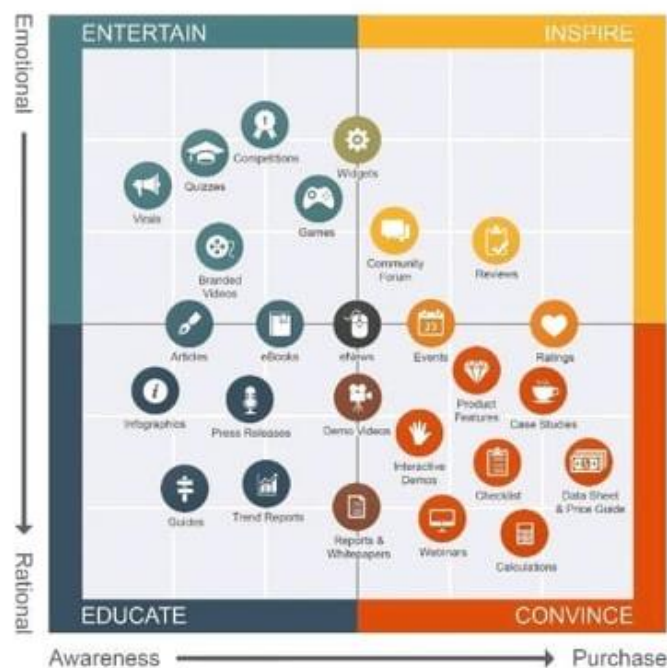 Emotional
ENTERTAIN
INSPIRE
Competitions
Widgets
Quizzes
Virals
Games
Community
Forum
Reviews
Branded
Videos
Articles
eBooks
eNews
Events
23
Ratings
Infographics
Press Releases
Demo Videos
Product
Features
Case Studies
Interactive
Demos
Checklist
Data Sheet
& Price Guide
Guides
Trend Reports
Reports &
Whitepapers
Webinars
Calculations
Rational
EDUCATE
CONVINCE
Awareness
Purchase